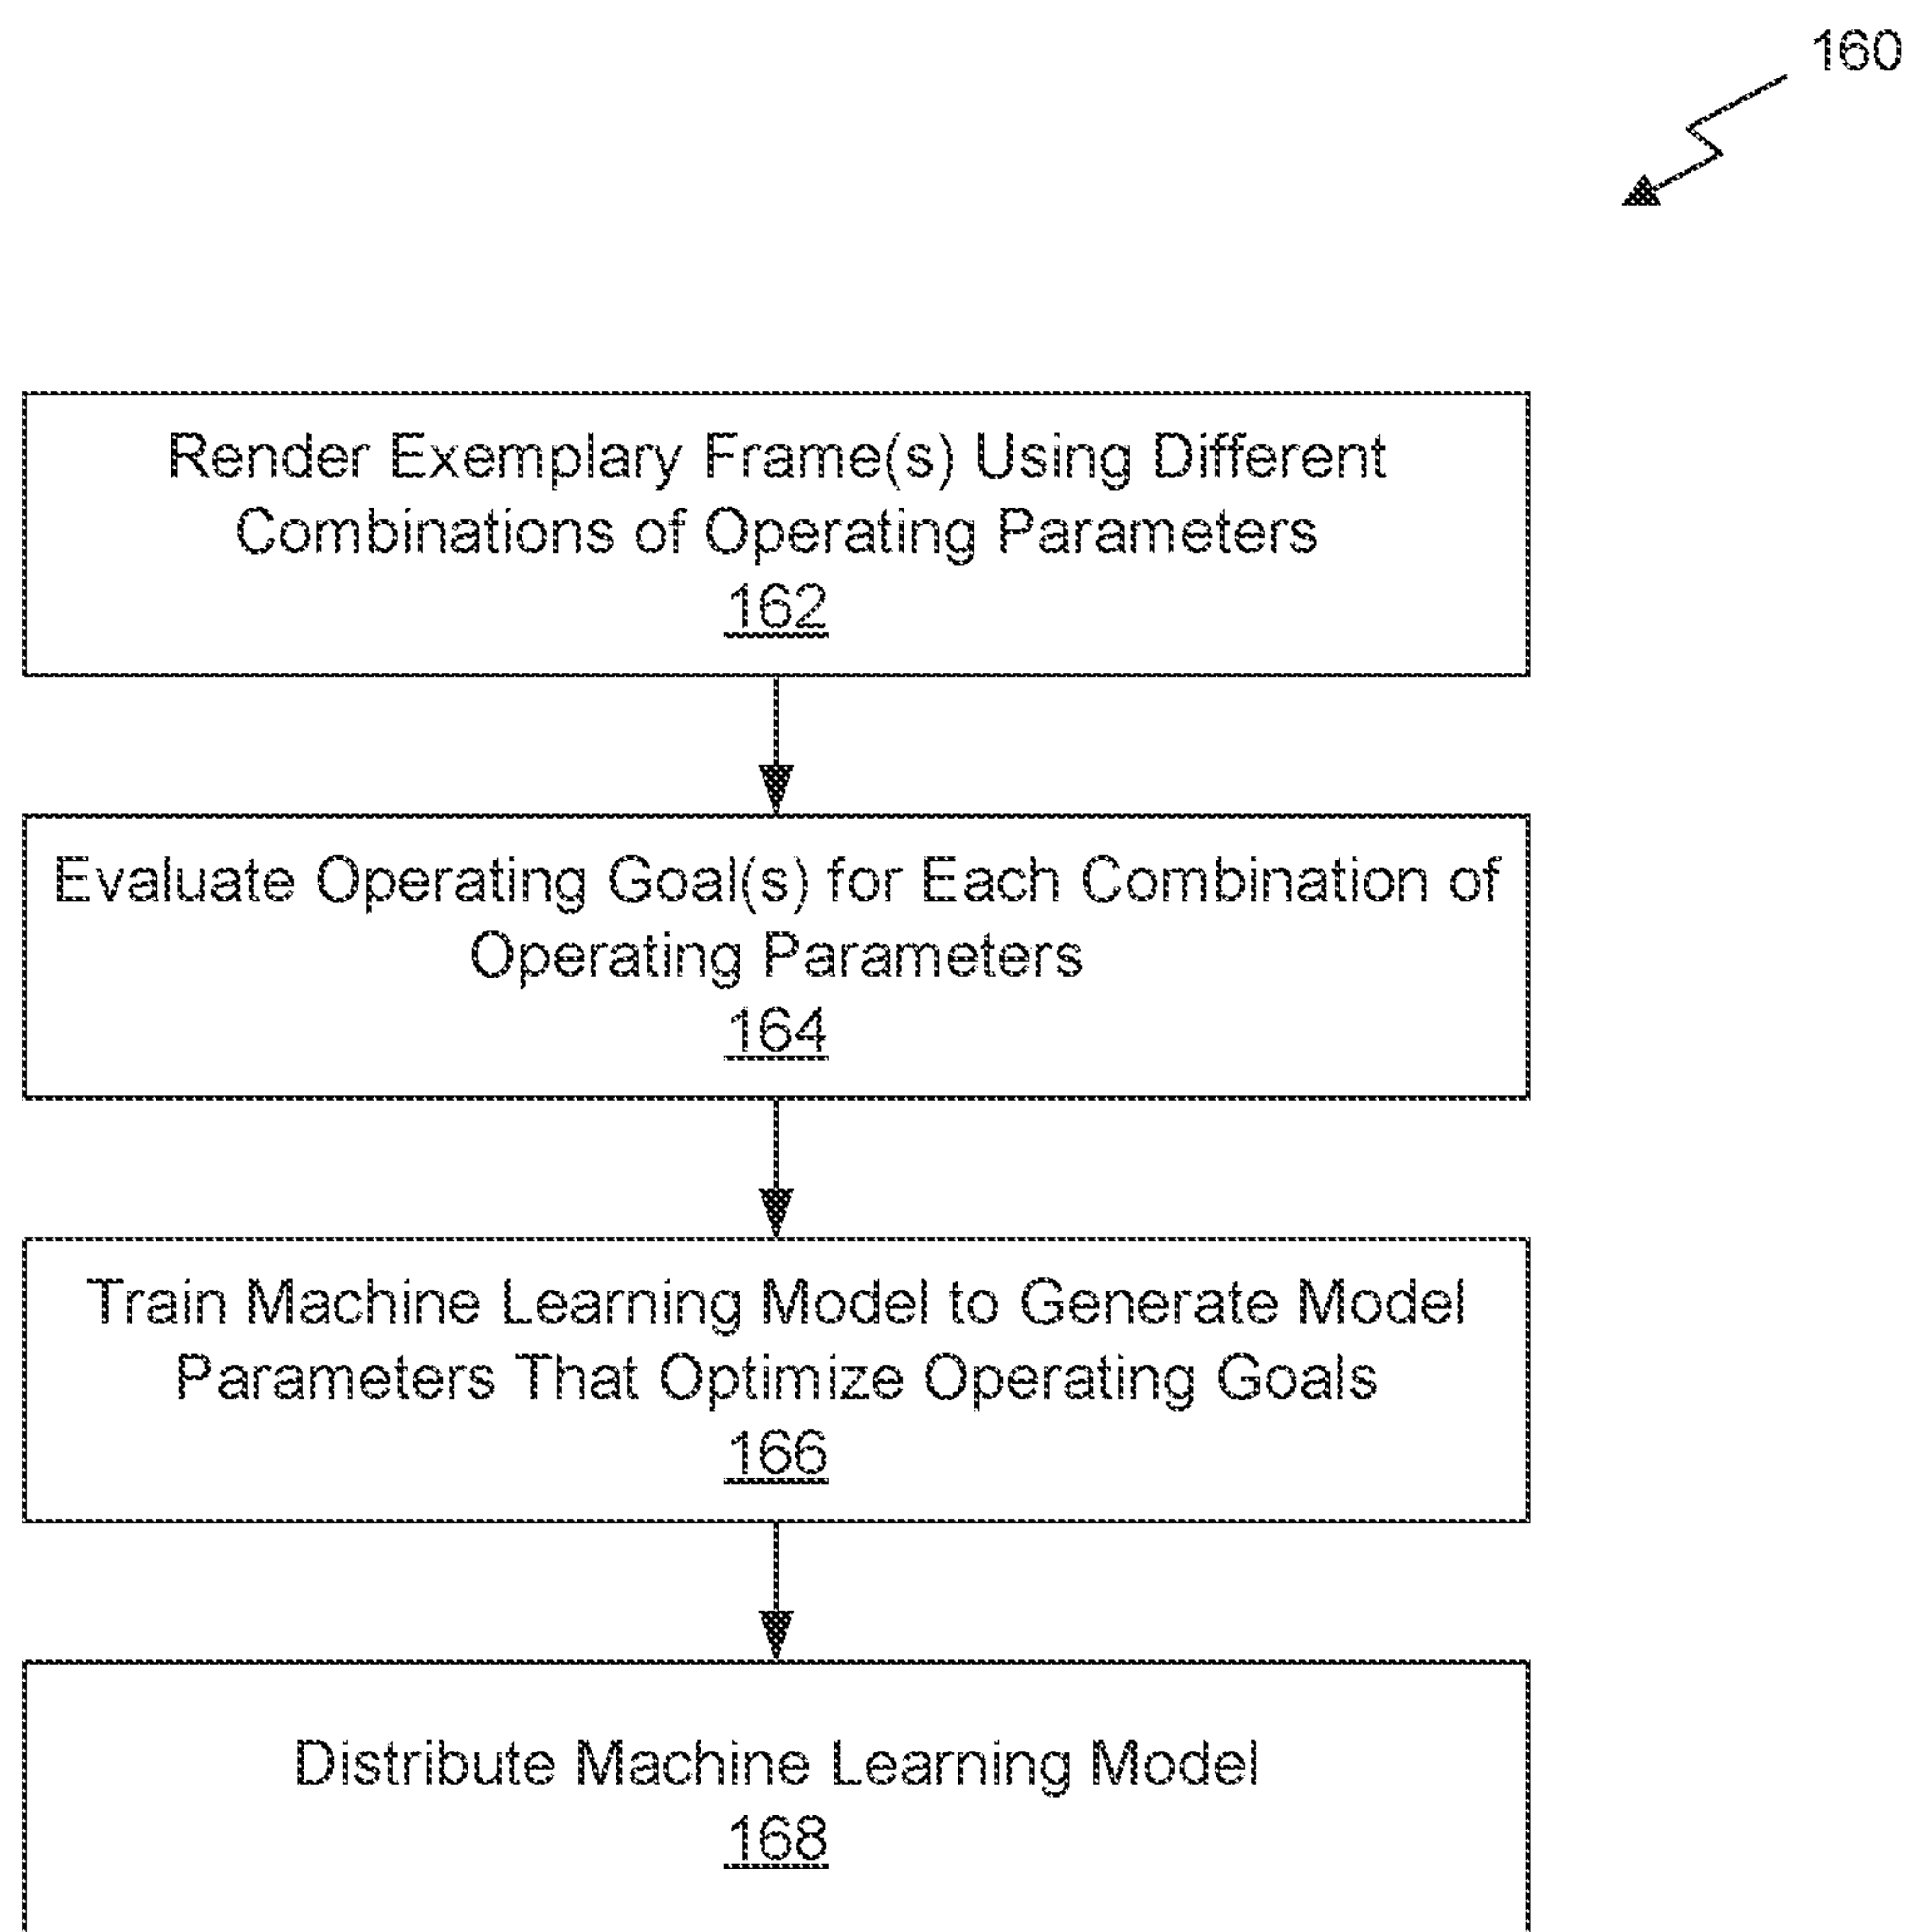 160
Render Exemplary Frame(s) Using Different
Combinations of Operating Parameters
162
Evaluate Operating Goal(s) for Each Combination of
Operating Parameters
164
Train Machine Learning Model to Generate Model
Parameters That Optimize Operating Goals
166
Distribute Machine Learning Model
168